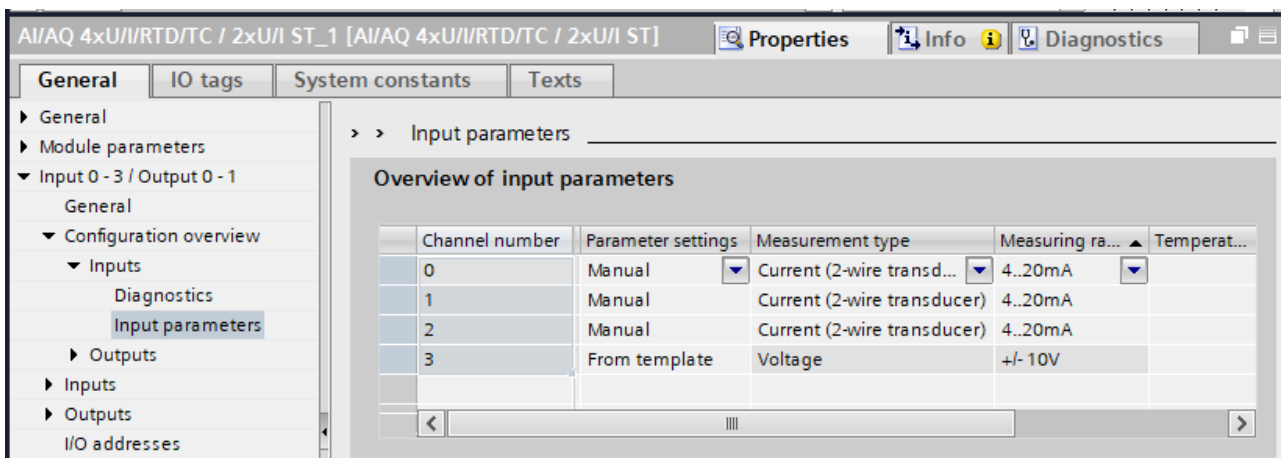 AI/AQ 4xU/I/RTD/TC / 2xU/I ST_1 [AI/AQ 4xU/I/RTD/TC / 2xU/I ST] Properties Info Diagnostics
General IO tags System constants Texts
General
Module parameters
Input 0 - 3 / Output 0 - 1
General
Configuration overview
Inputs
Diagnostics
Input parameters
Outputs
Inputs
Outputs
I/O addresses
> > Input parameters
Overview of input parameters
Channel number Parameter settings Measurement type Measuring ra... Temperat...
0 Manual Current (2-wire transd... 4..20mA
1 Manual Current (2-wire transducer) 4..20mA
2 Manual Current (2-wire transducer) 4..20mA
3 From template Voltage +/- 10V